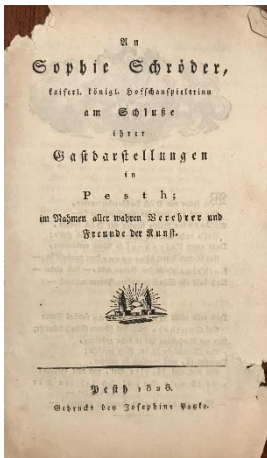 An
Sophie Schröder,
kaiserl. königl. Hofschauspielerinn
am Schluße
ihrer
Gastdarstellungen
in
Pesth;
im Nahmen aller wahren Verehrer und
Freunde der Kunst.
Pesth 1828.
Gedruckt bey Josephine Patzko.